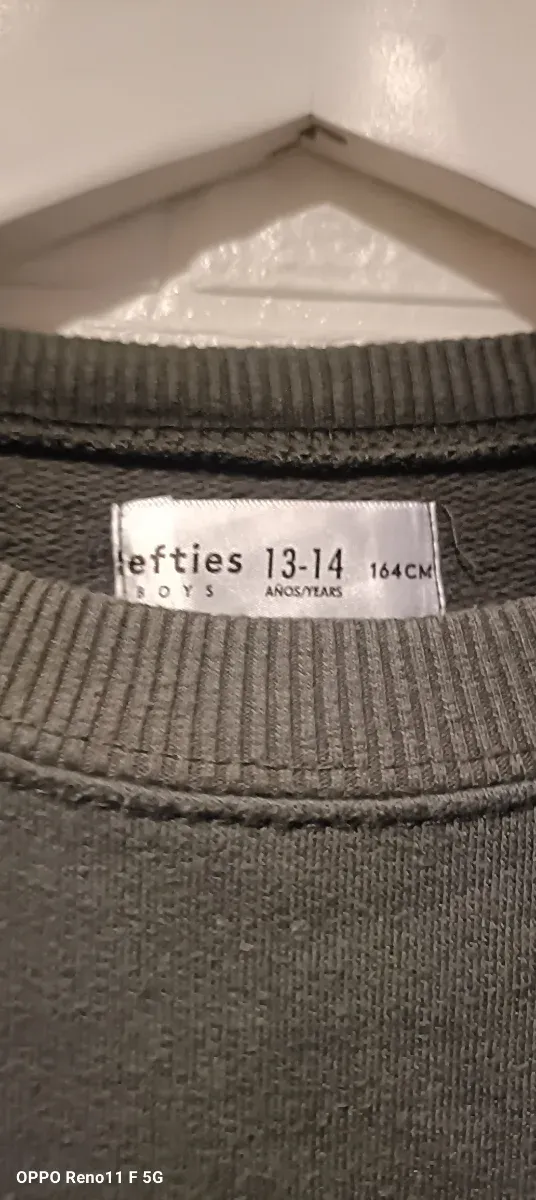 lefties 13-14 164CM
BOYS AÑOS/YEARS
OPPO Reno11 F 5G